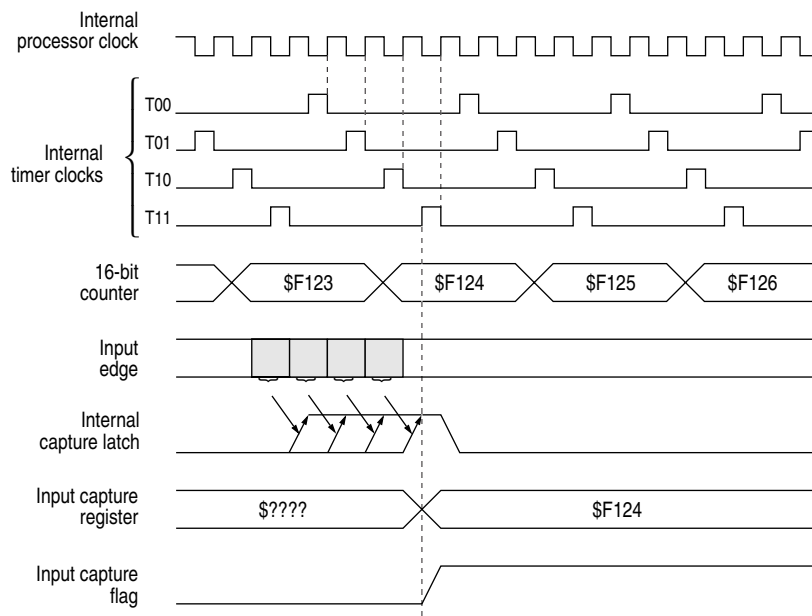 Internal
processor clock
T00
T01
Internal
timer clocks
T10
T11
16-bit
counter
$F123
$F124
$F125
$F126
Input
edge
Internal
capture latch
Input capture
register
$????
$F124
Input capture
flag